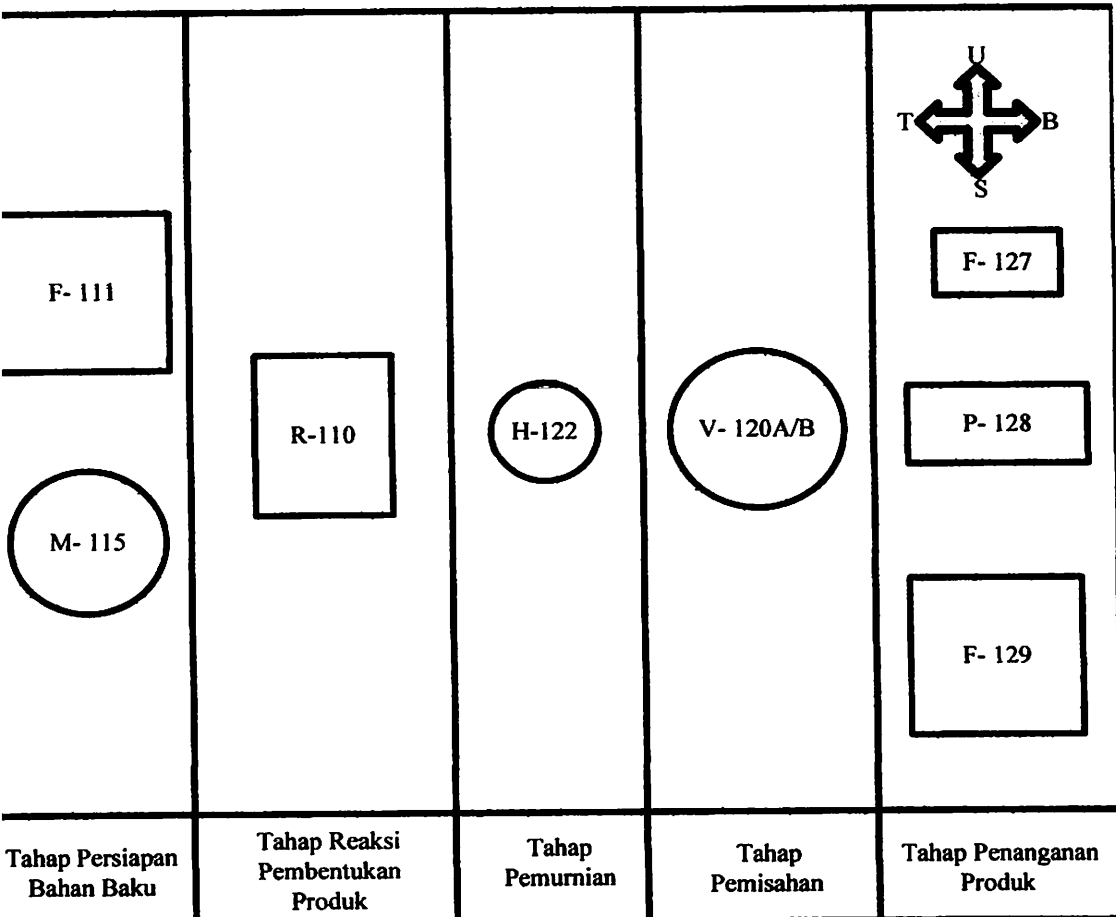 U
T
B
S
F- 111
M- 115
R-110
H-122
V- 120A/B
F- 127
P- 128
F- 129
Tahap Persiapan
Bahan Baku
Tahap Reaksi
Pembentukan
Produk
Tahap
Pemurnian
Tahap
Pemisahan
Tahap Penanganan
Produk